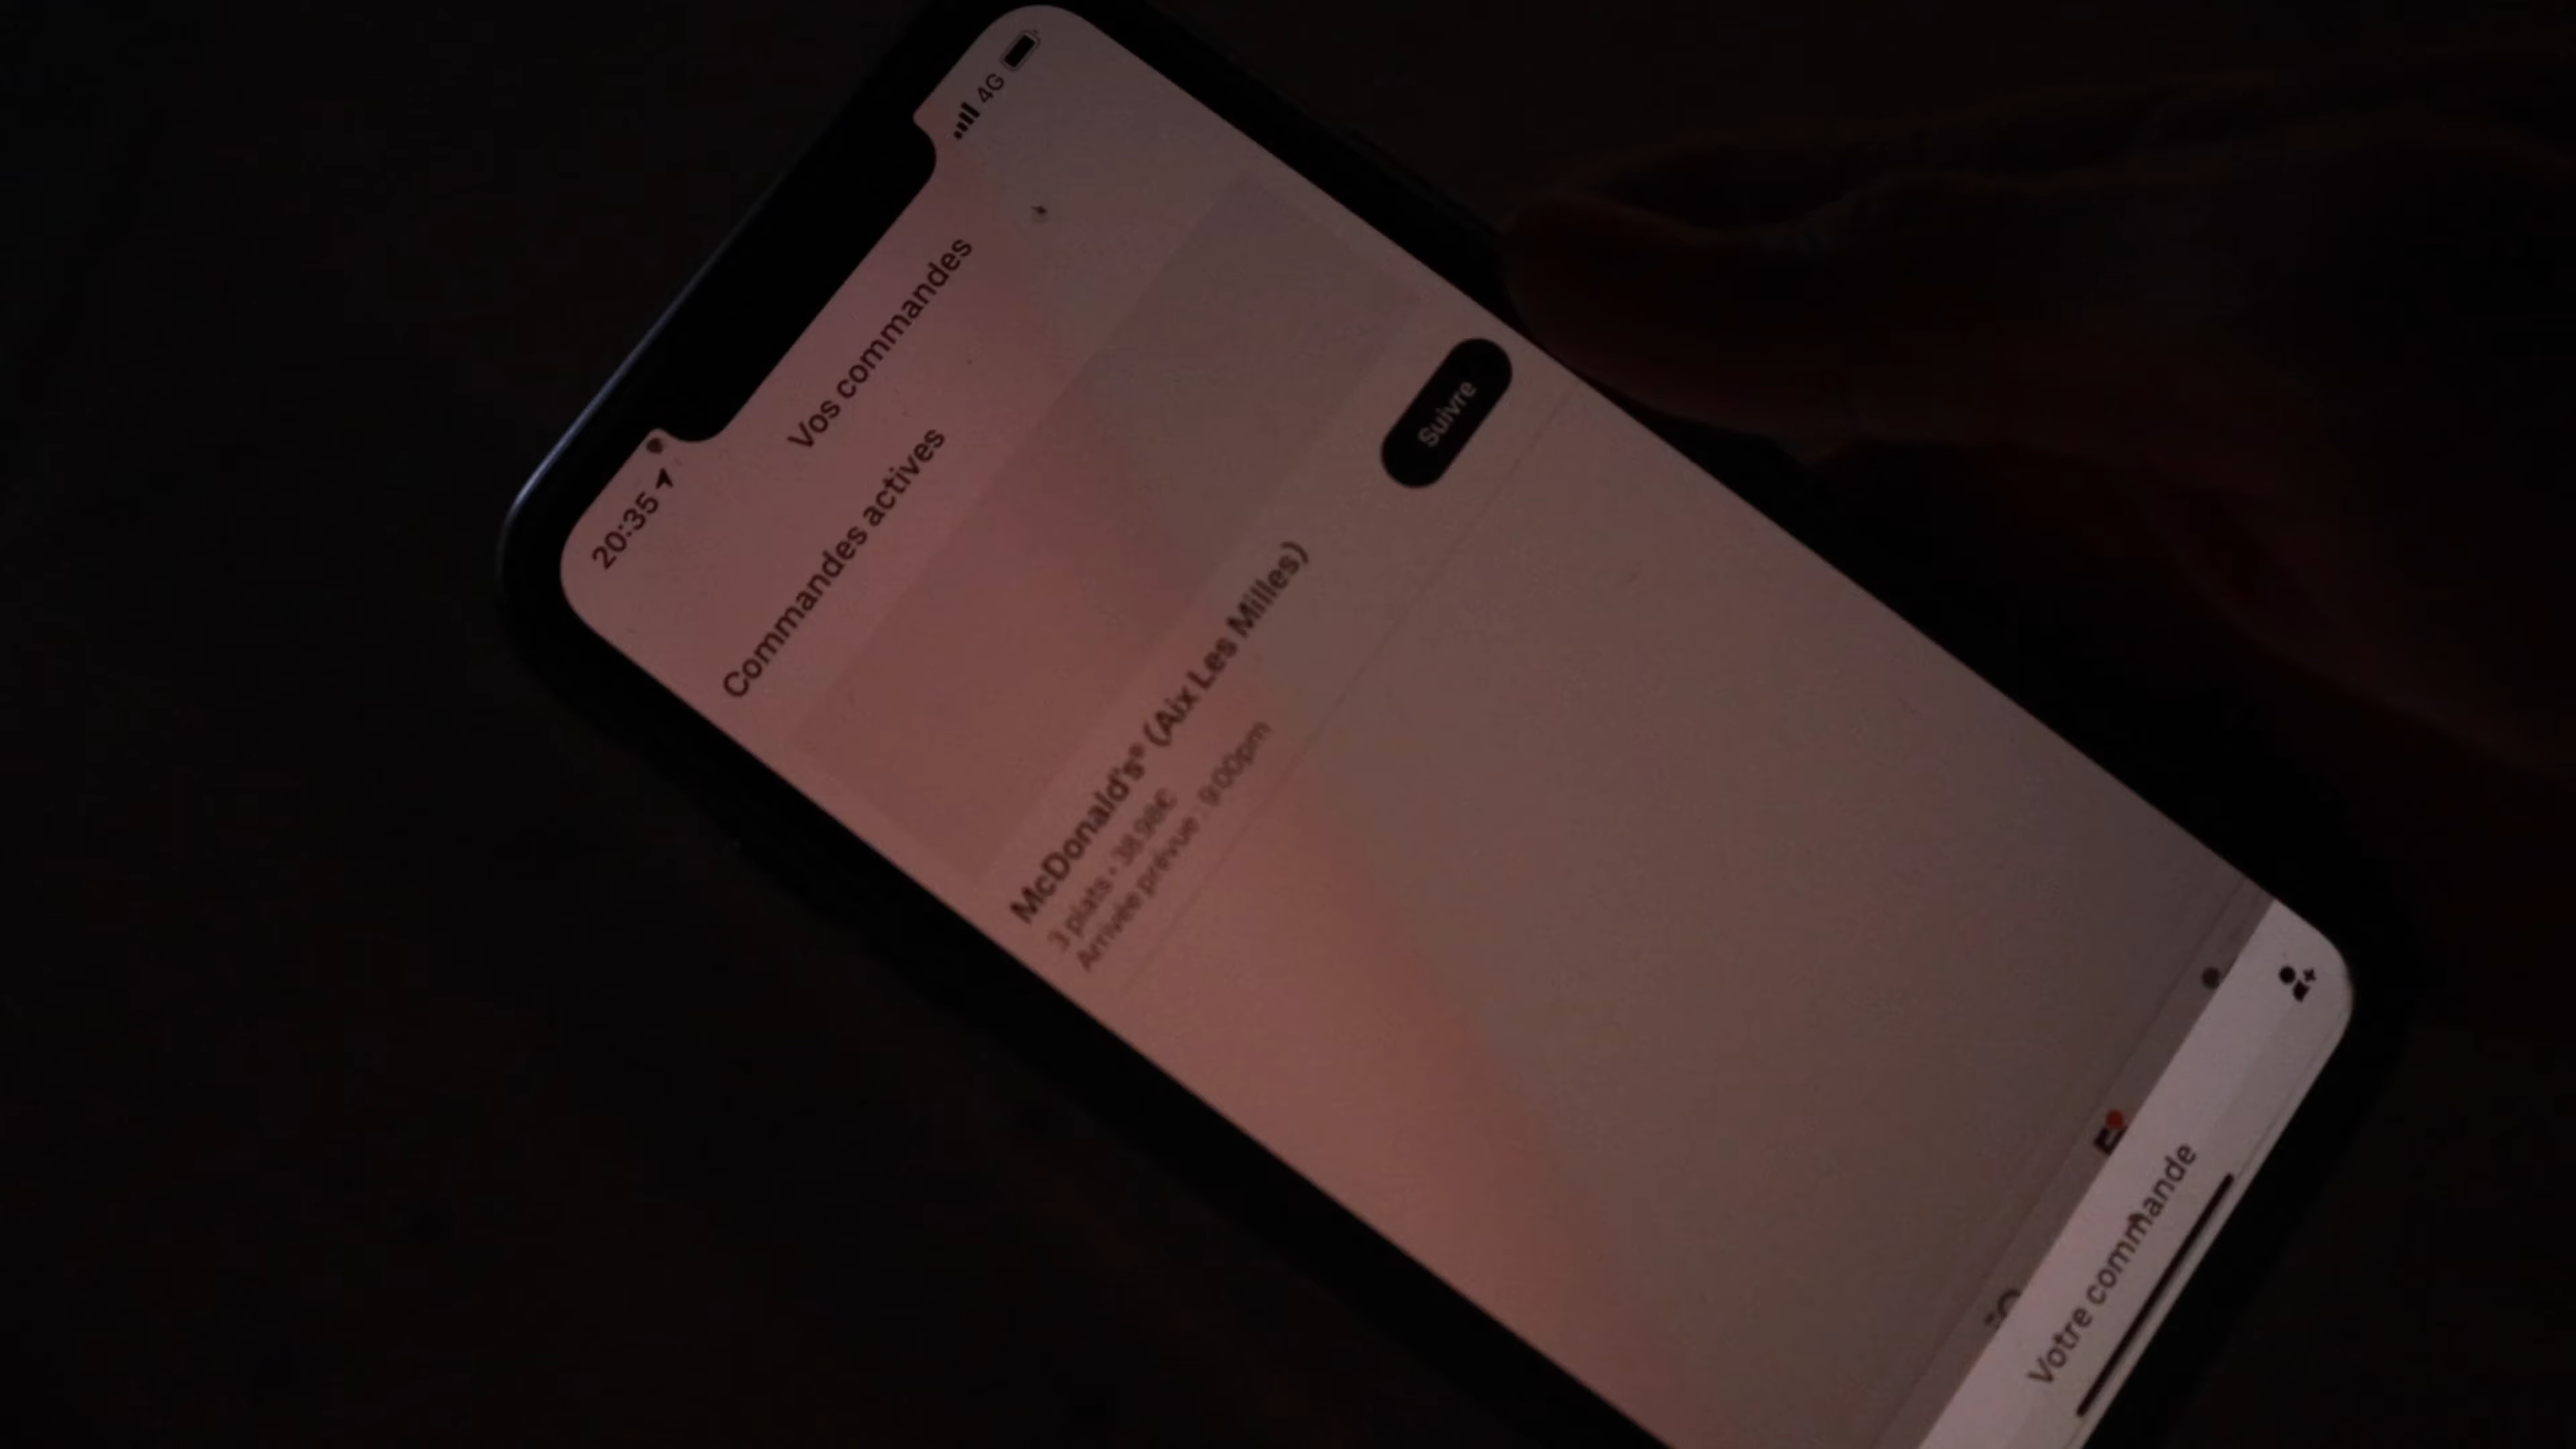 20:35
4G
Vos commandes
Commandes actives
McDonald's® (Aix Les Milles)
3 plats • 38.98€
Arrivée prévue : 9:00pm
Suivre
Votre commande